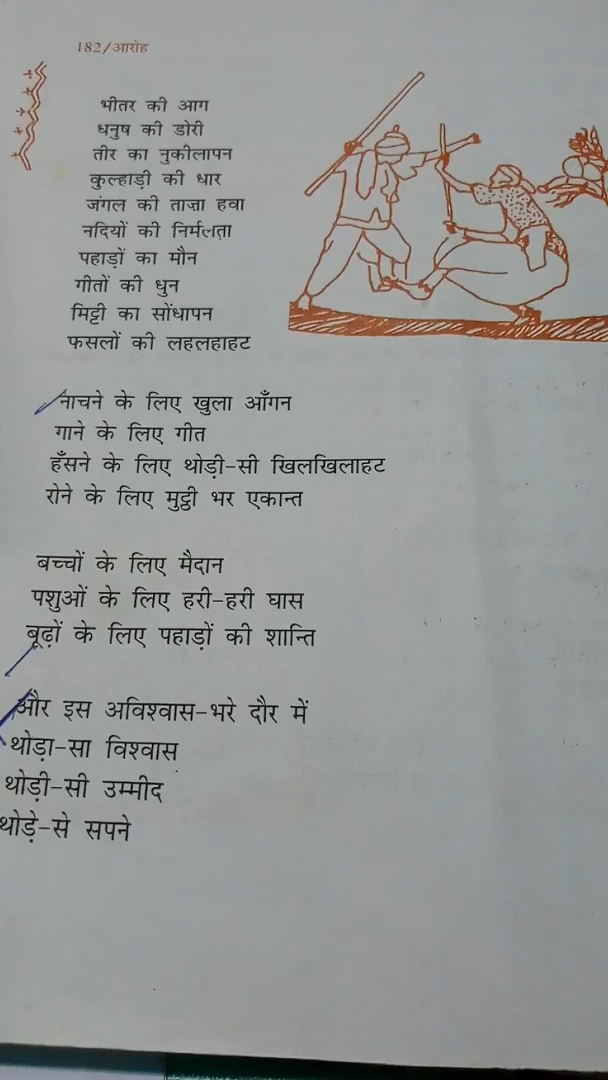 182/आरोह
भीतर की आग
धनुष की डोरी
तीर का नुकीलापन
कुल्हाड़ी की धार
जंगल की ताज़ा हवा
नदियों की निर्मलता
पहाड़ों का मौन
गीतों की धुन
मिट्टी का सोंधापन
फसलों की लहलहाहट
नाचने के लिए खुला आँगन
गाने के लिए गीत
हँसने के लिए थोड़ी-सी खिलखिलाहट
रोने के लिए मुट्ठी भर एकान्त
बच्चों के लिए मैदान
पशुओं के लिए हरी-हरी घास
बूढ़ों के लिए पहाड़ों की शान्ति
और इस अविश्वास-भरे दौर में
थोड़ा-सा विश्वास
थोड़ी-सी उम्मीद
थोड़े-से सपने